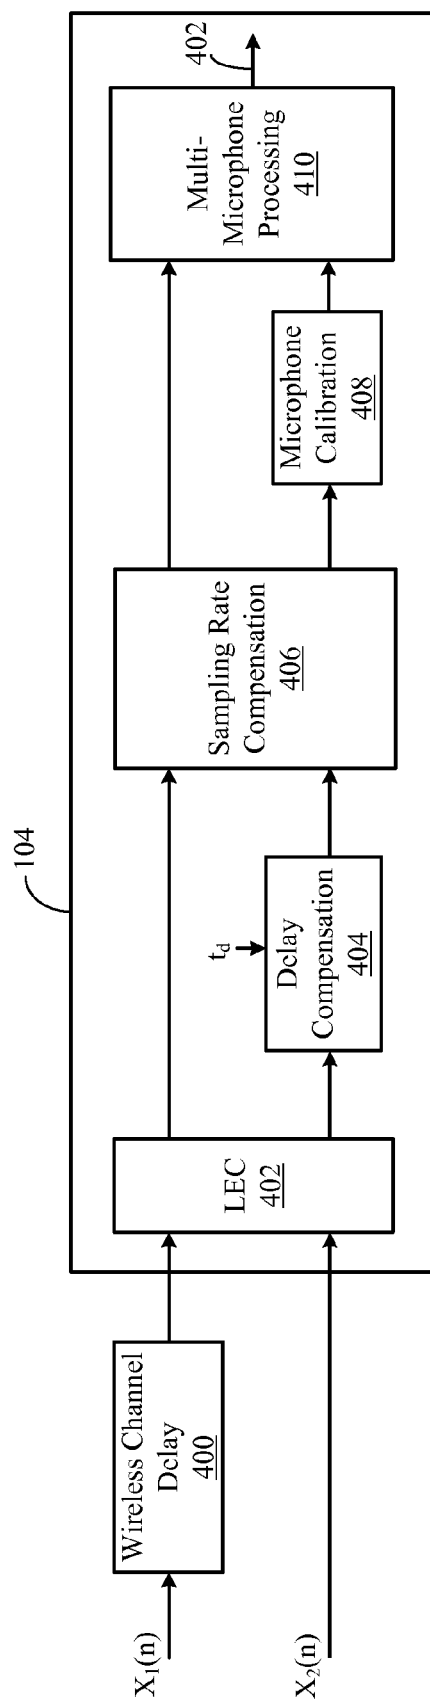 104
X1(n)
Wireless Channel
Delay
400
X2(n)
LEC
402
td
Delay
Compensation
404
Sampling Rate
Compensation
406
Microphone
Calibration
408
Multi-
Microphone
Processing
410
402